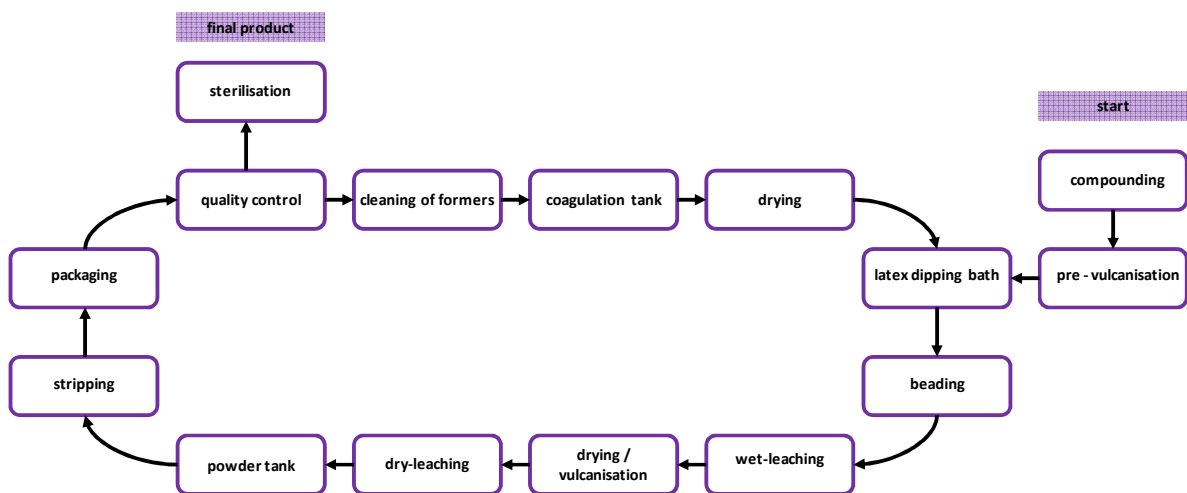 final product
sterilisation
start
compounding
quality control
cleaning of formers
coagulation tank
drying
packaging
latex dipping bath
pre - vulcanisation
stripping
beading
powder tank
dry-leaching
drying /
vulcanisation
wet-leaching